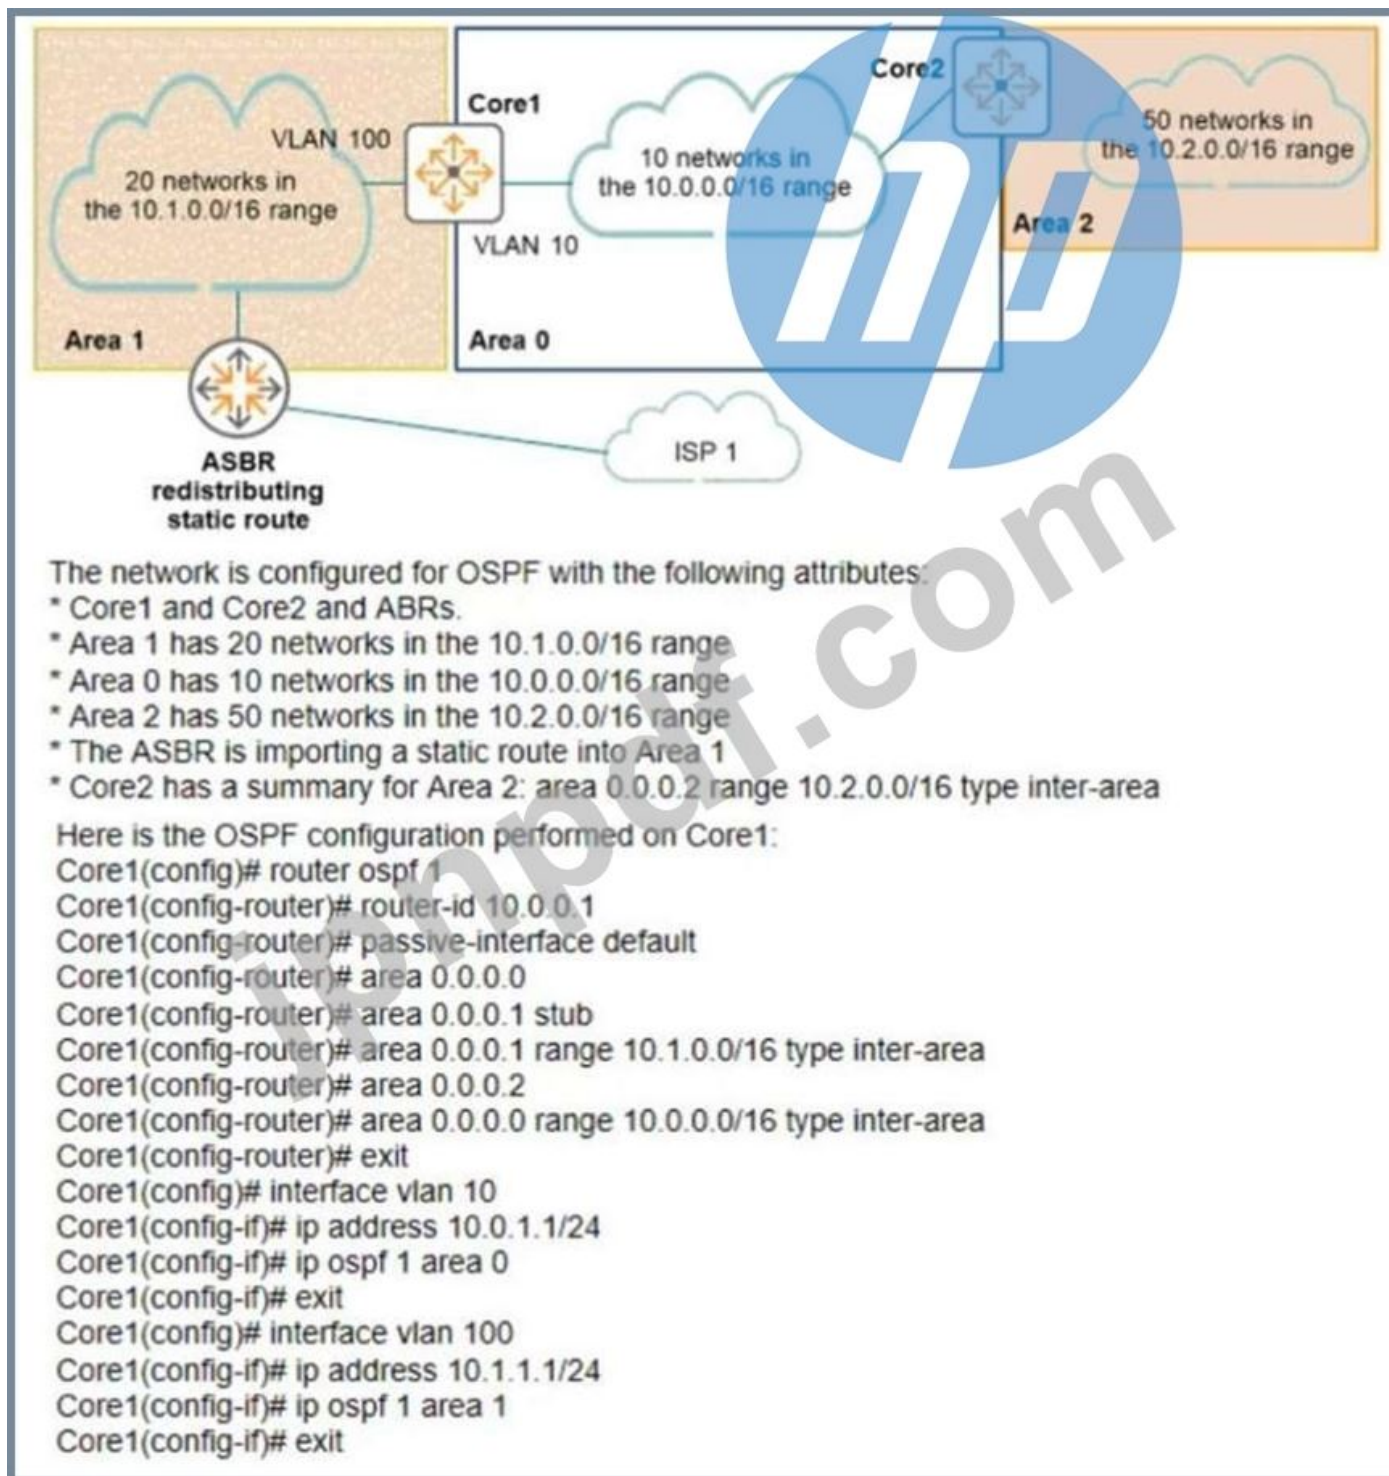 Core2
Core1
VLAN 100
50 networks in
the 10.2.0.0/16 range
10 networks in
the 10.0.0.0/16 range
20 networks in
the 10.1.0.0/16 range
VLAN 10
Area 2
Area 1
Area 0
hp
ISP 1
ASBR
redistributing
static route
The network is configured for OSPF with the following attributes:
* Core1 and Core2 and ABRs.
* Area 1 has 20 networks in the 10.1.0.0/16 range
* Area 0 has 10 networks in the 10.0.0.0/16 range
* Area 2 has 50 networks in the 10.2.0.0/16 range
* The ASBR is importing a static route into Area 1
* Core2 has a summary for Area 2: area 0.0.0.2 range 10.2.0.0/16 type inter-area
Here is the OSPF configuration performed on Core1:
Core1(config)# router ospf 1
Core1(config-router)# router-id 10.0.0.1
Core1(config-router)# passive-interface default
Core1(config-router)# area 0.0.0.0
Core1(config-router)# area 0.0.0.1 stub
Core1(config-router)# area 0.0.0.1 range 10.1.0.0/16 type inter-area
Core1(config-router)# area 0.0.0.2
Core1(config-router)# area 0.0.0.0 range 10.0.0.0/16 type inter-area
Core1(config-router)# exit
Core1(config)# interface vlan 10
Core1(config-if)# ip address 10.0.1.1/24
Core1(config-if)# ip ospf 1 area 0
Core1(config-if)# exit
Core1(config)# interface vlan 100
Core1(config-if)# ip address 10.1.1.1/24
Core1(config-if)# ip ospf 1 area 1
Core1(config-if)# exit
jpnpdf.com